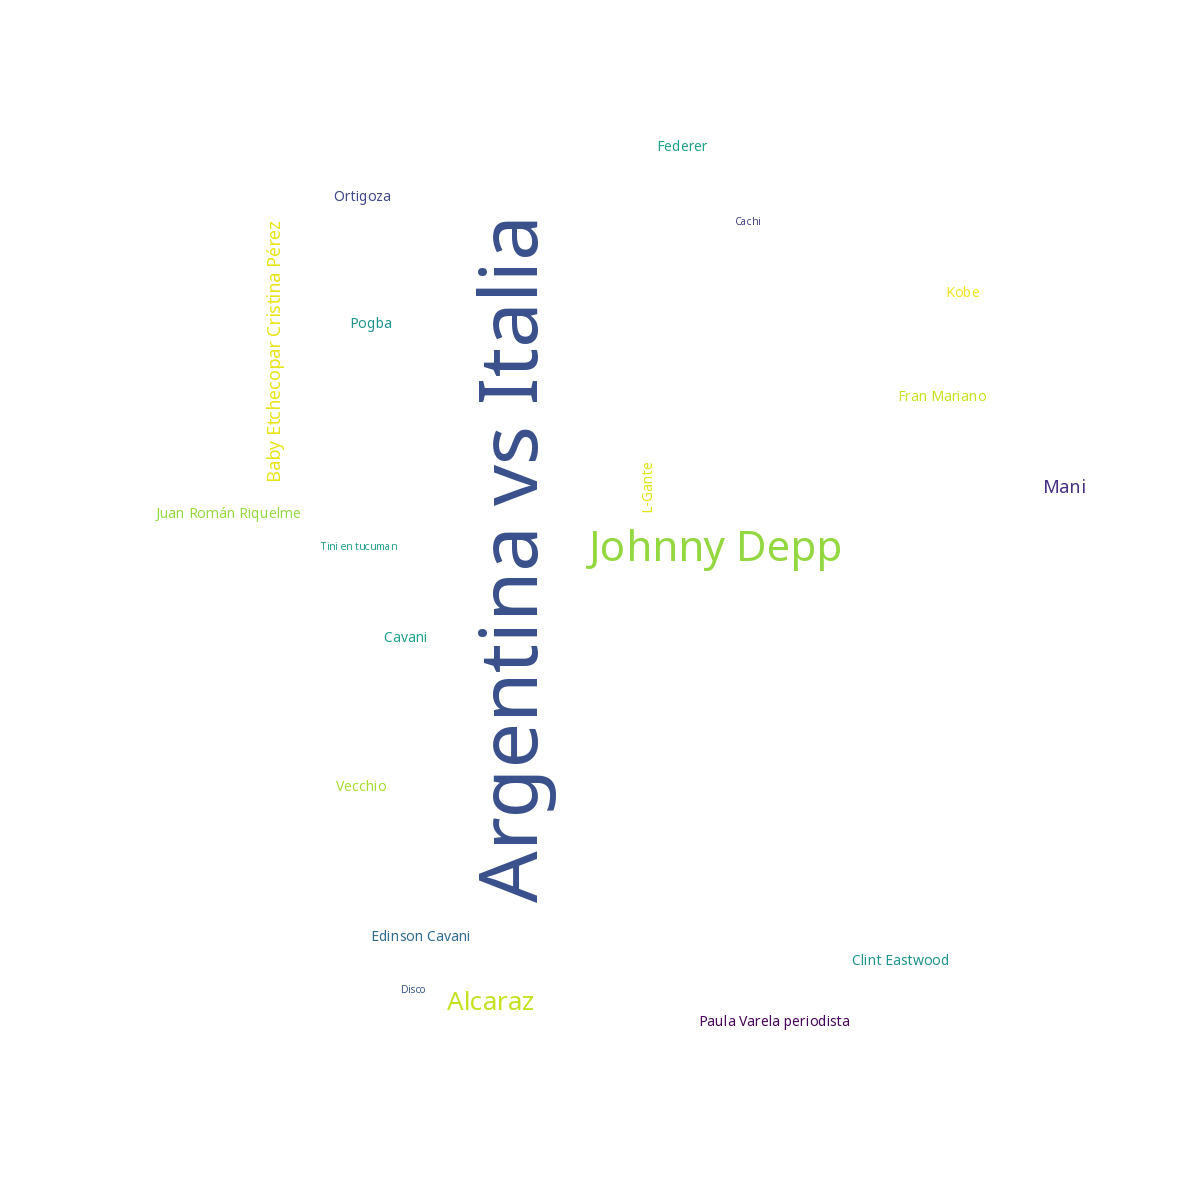 Federer
Ortigoza
Cachi
Baby Etchecopar Cristina Pérez
Argentina vs Italia
Kobe
Pogba
Fran Mariano
L-Gante
Mani
Juan Román Riquelme
Tini en tucuman
Johnny Depp
Cavani
Vecchio
Edinson Cavani
Clint Eastwood
Disco
Alcaraz
Paula Varela periodista